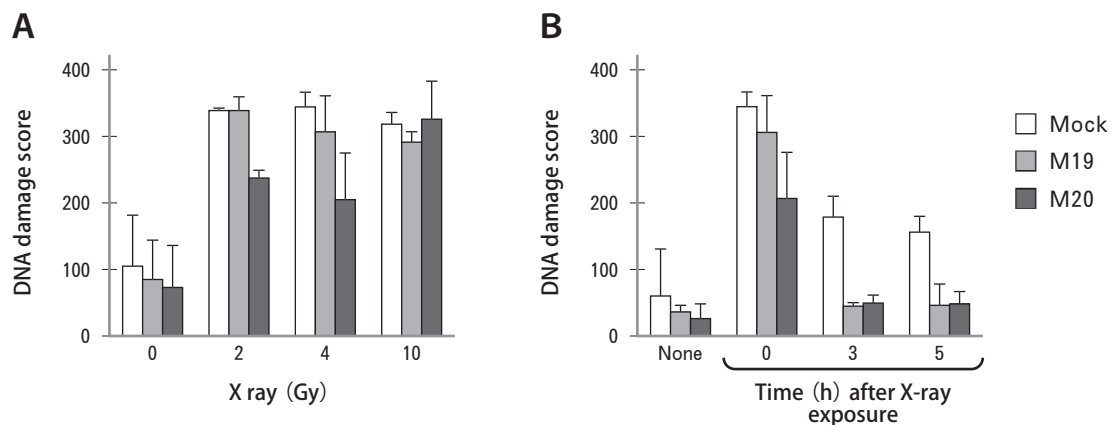 A
DNA damage score
400
300
200
100
0
0 2 4 10
X ray (Gy)
B
DNA damage score
400
300
200
100
0
None 0 3 5
Time (h) after X-ray
exposure
Mock
M19
M20